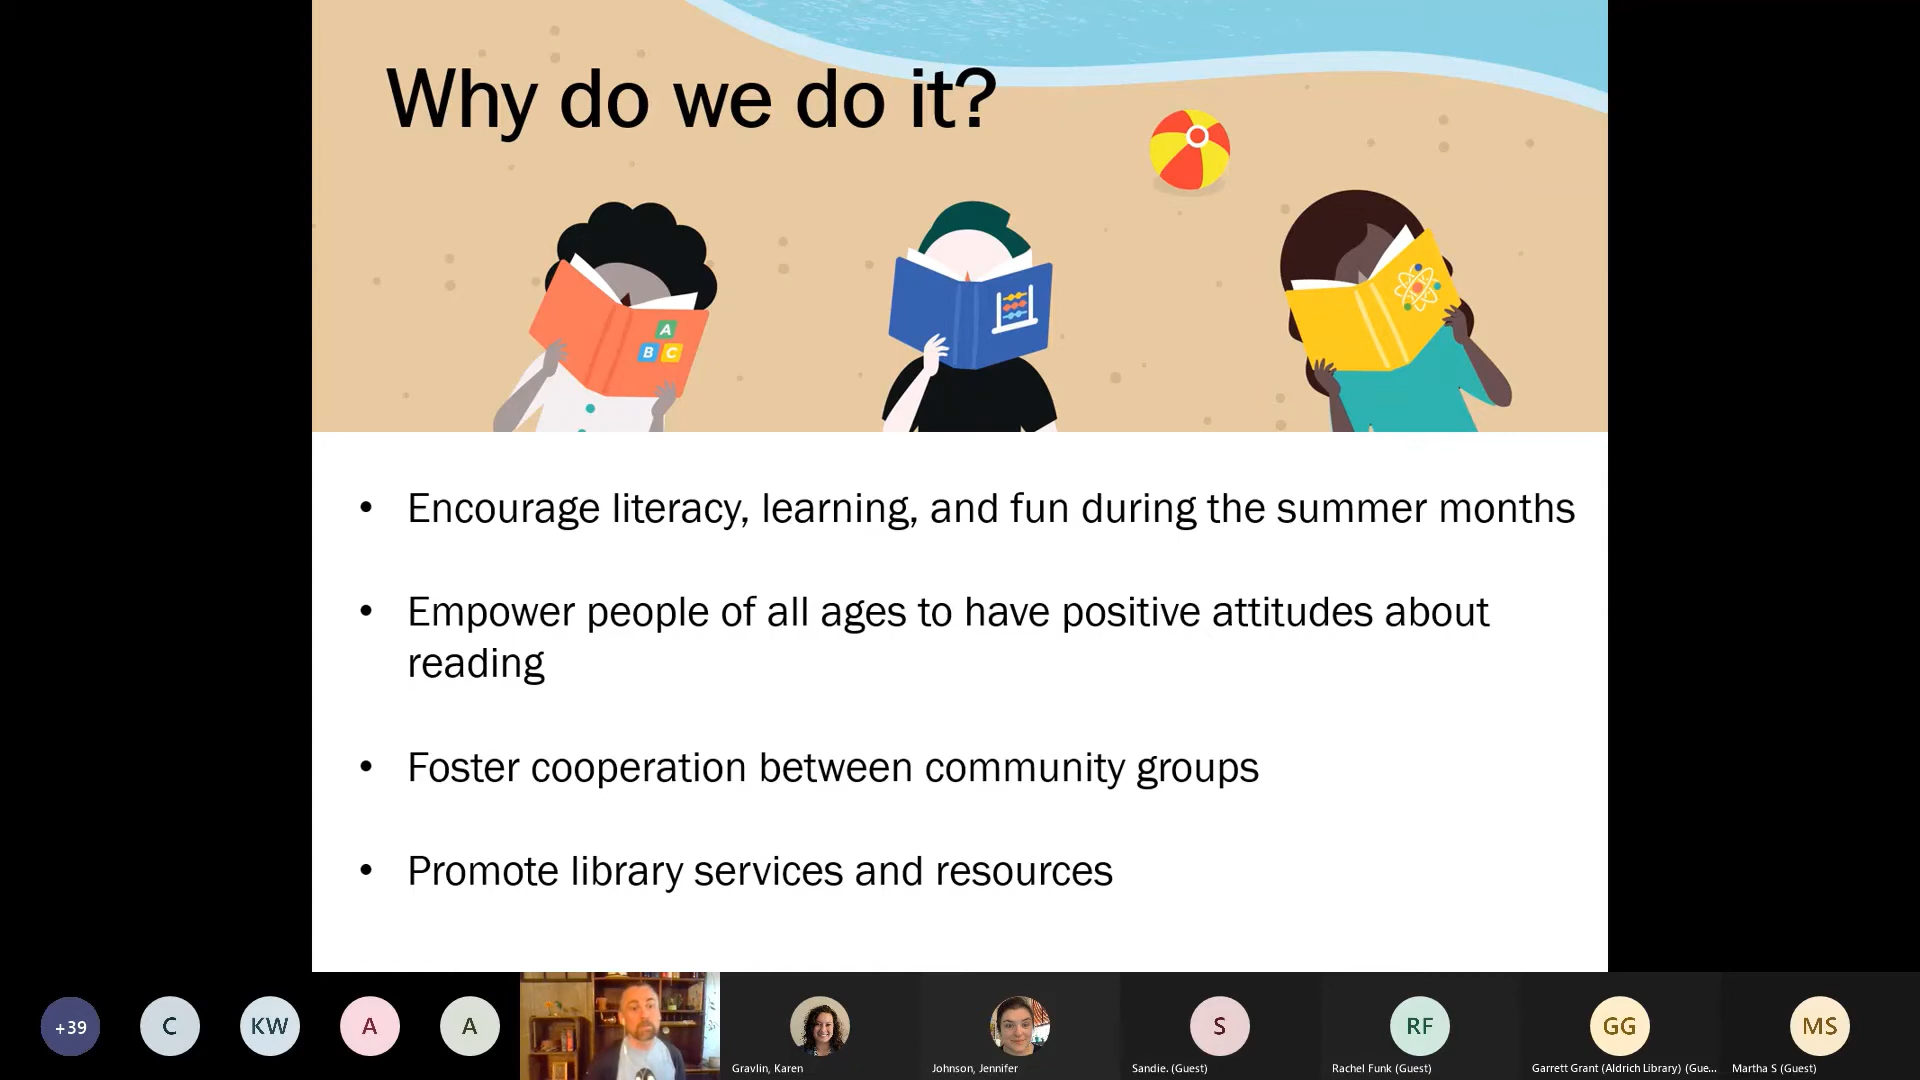 Why do we do it?
A
B C
• Encourage literacy, learning, and fun during the summer months
• Empower people of all ages to have positive attitudes about
reading
• Foster cooperation between community groups
• Promote library services and resources
+39
C
KW
A
A
S
RF
GG
MS
Gravlin, Karen
Johnson, Jennifer
Sandie. (Guest)
Rachel Funk (Guest)
Garrett Grant (Aldrich Library) (Gue...
Martha S (Guest)